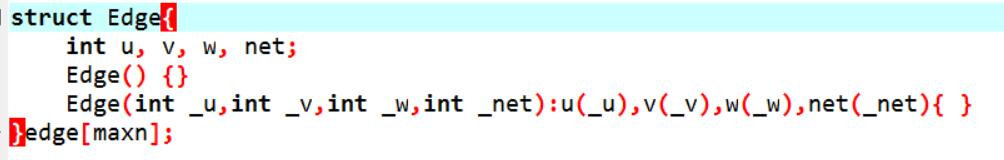 struct Edge{
    int u, v, w, net;
    Edge() {}
    Edge(int _u,int _v,int _w,int _net):u(_u),v(_v),w(_w),net(_net){ }
}edge[maxn];